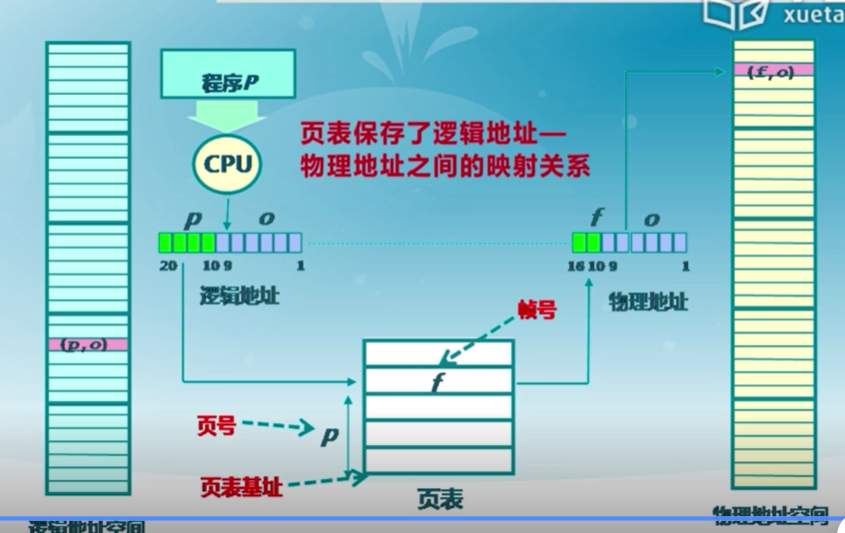 xueta
程序P
(f,o)
CPU
页表保存了逻辑地址—
物理地址之间的映射关系
p o
f o
20 10 9 1
16 10 9 1
逻辑地址
物理地址
帧号
(p,o)
f
页号
p
页表基址
页表
逻辑地址空间
物理地址空间